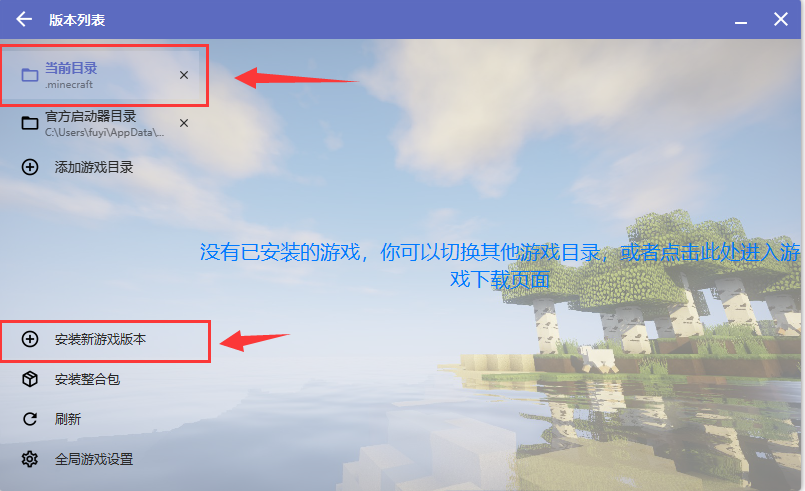 版本列表
当前目录
.minecraft
官方启动器目录
C:\Users\fuyi\AppData\...
添加游戏目录
没有已安装的游戏，你可以切换其他游戏目录，或者点击此处进入游
戏下载页面
安装新游戏版本
安装整合包
刷新
全局游戏设置